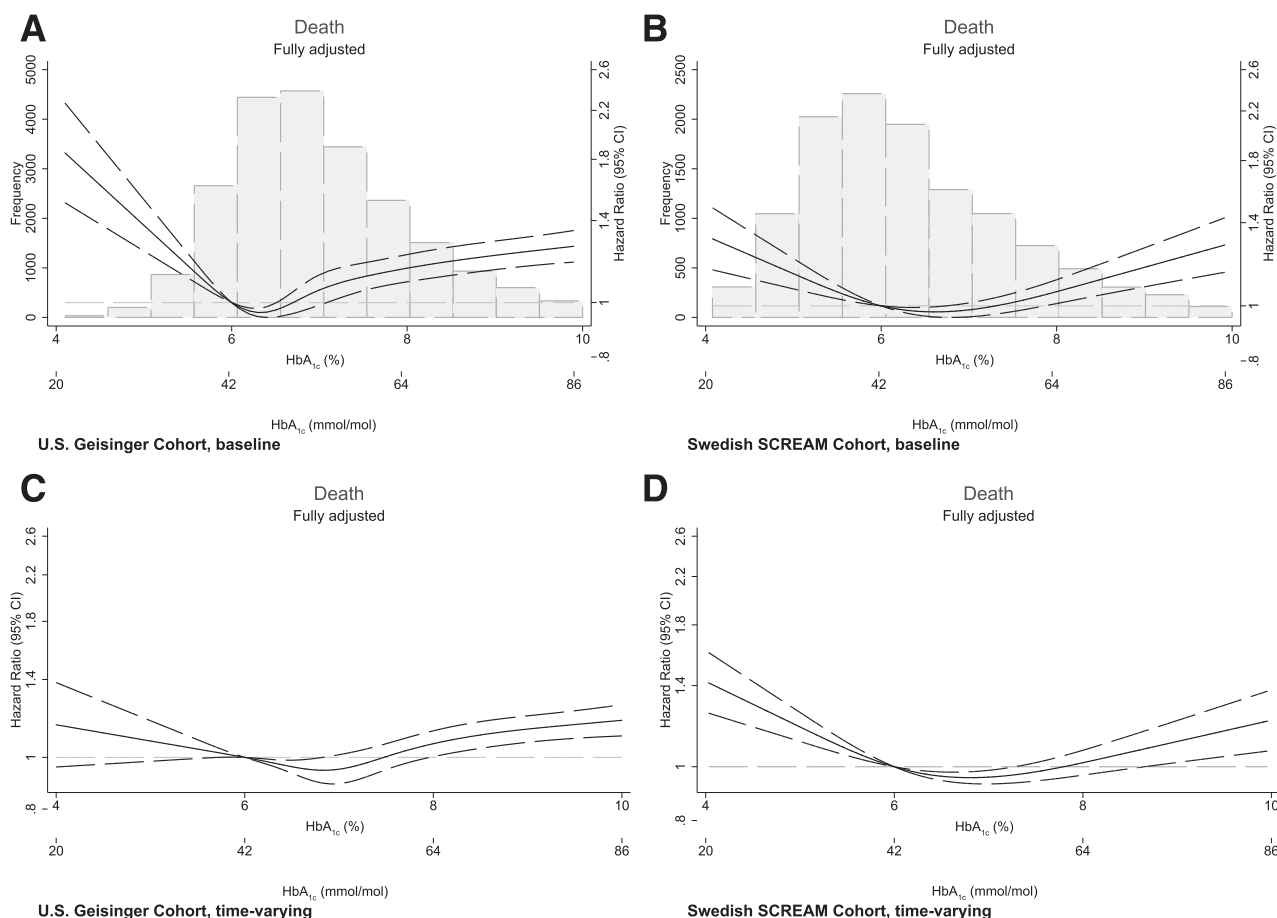 A
Death
Fully adjusted
5000
4000
3000
2000
1000
0
Frequency
2.6
2.2
1.8
1.4
1
.8
Hazard Ratio (95% CI)
4 6 8 10
HbA1c (%)
20 42 64 86
HbA1c (mmol/mol)
U.S. Geisinger Cohort, baseline
B
Death
Fully adjusted
2500
2000
1500
1000
500
0
Frequency
2.6
2.2
1.8
1.4
1
.8
Hazard Ratio (95% CI)
4 6 8 10
HbA1c (%)
20 42 64 86
HbA1c (mmol/mol)
Swedish SCREAM Cohort, baseline
C
Death
Fully adjusted
2.6
2.2
1.8
1.4
1
.8
Hazard Ratio (95% CI)
4 6 8 10
HbA1c (%)
20 42 64 86
HbA1c (mmol/mol)
U.S. Geisinger Cohort, time-varying
D
Death
Fully adjusted
2.6
2.2
1.8
1.4
1
.8
Hazard Ratio (95% CI)
4 6 8 10
HbA1c (%)
20 42 64 86
HbA1c (mmol/mol)
Swedish SCREAM Cohort, time-varying